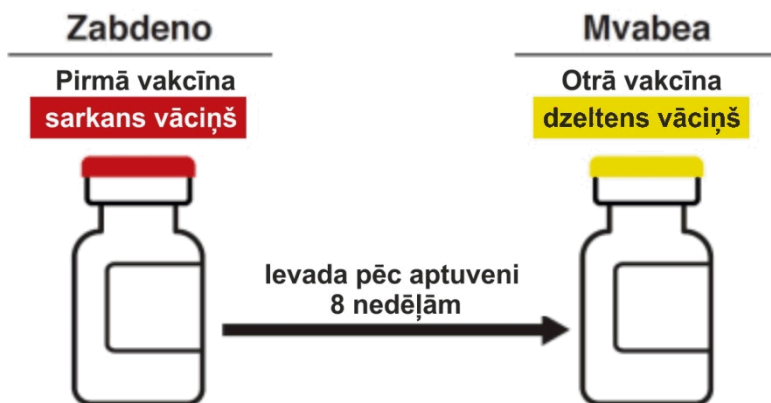 Zabdeno
Pirmā vakcīna
sarkans vāciņš
Mvabea
Otrā vakcīna
dzeltens vāciņš
Ievada pēc aptuveni
8 nedēļām